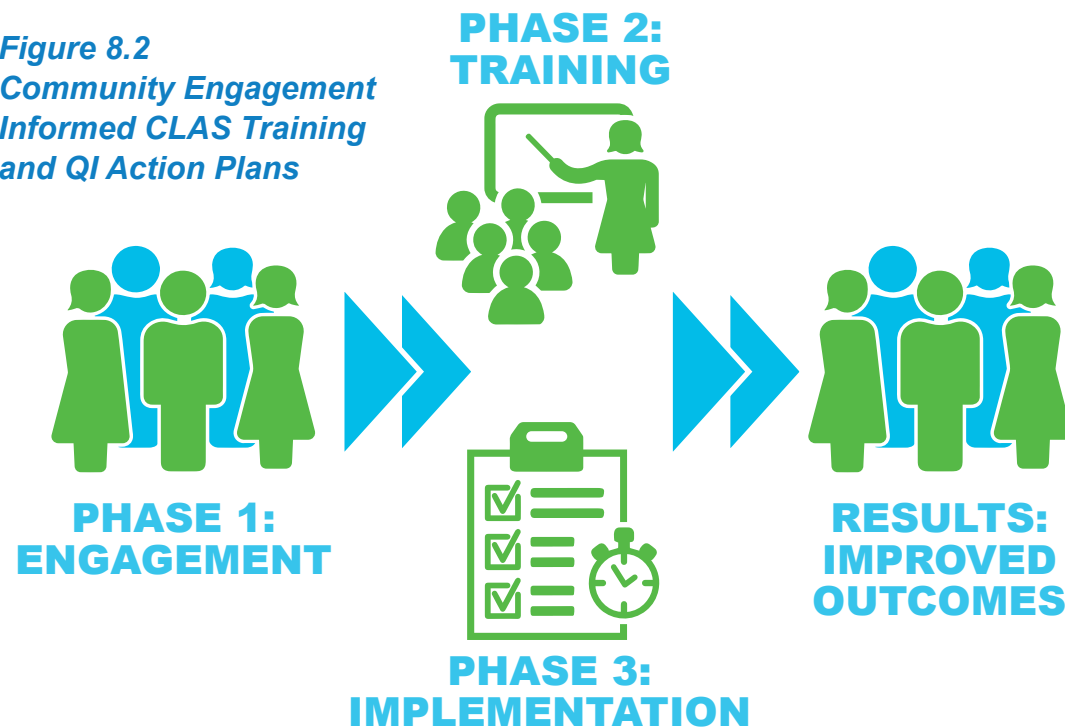 Figure 8.2
Community Engagement
Informed CLAS Training
and QI Action Plans
PHASE 2:
TRAINING
PHASE 1:
ENGAGEMENT
PHASE 3:
IMPLEMENTATION
RESULTS:
IMPROVED
OUTCOMES